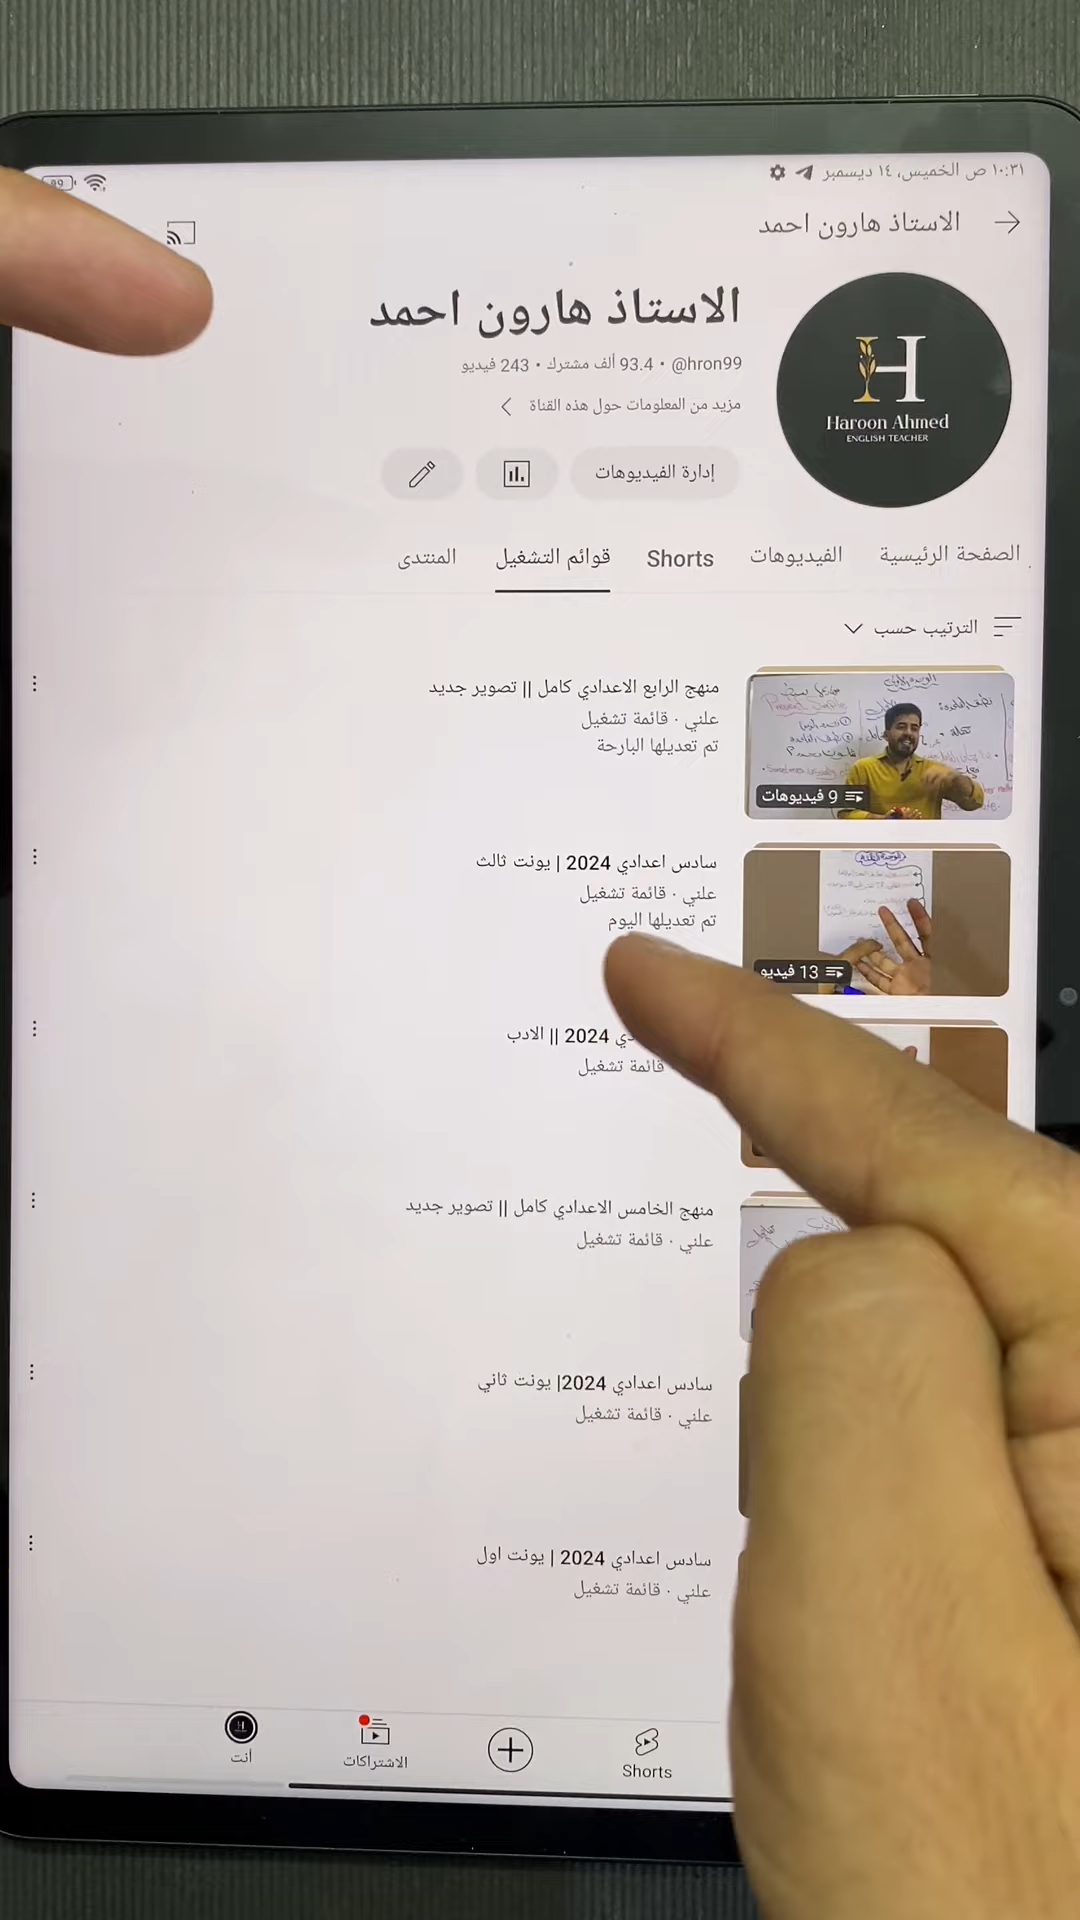 ١٠:٣١ ص الخميس، ١٤ ديسمبر
الاستاذ هارون احمد
الاستاذ هارون احمد
@hron99 • 93.4 ألف مشترك • 243 فيديو
مزيد من المعلومات حول هذه القناة
إدارة الفيديوهات
Haroon Ahmed
ENGLISH TEACHER
الصفحة الرئيسية
الفيديوهات
Shorts
قوائم التشغيل
المنتدى
الترتيب حسب
منهج الرابع الاعدادي كامل || تصوير جديد
علني · قائمة تشغيل
تم تعديلها البارحة
9 فيديوهات
سادس اعدادي 2024 | يونت ثالث
علني · قائمة تشغيل
تم تعديلها اليوم
13 فيديو
دي 2024 || الادب
قائمة تشغيل
منهج الخامس الاعدادي كامل || تصوير جديد
علني · قائمة تشغيل
سادس اعدادي 2024| يونت ثاني
علني · قائمة تشغيل
سادس اعدادي 2024 | يونت اول
علني · قائمة تشغيل
Shorts
الاشتراكات
أنت